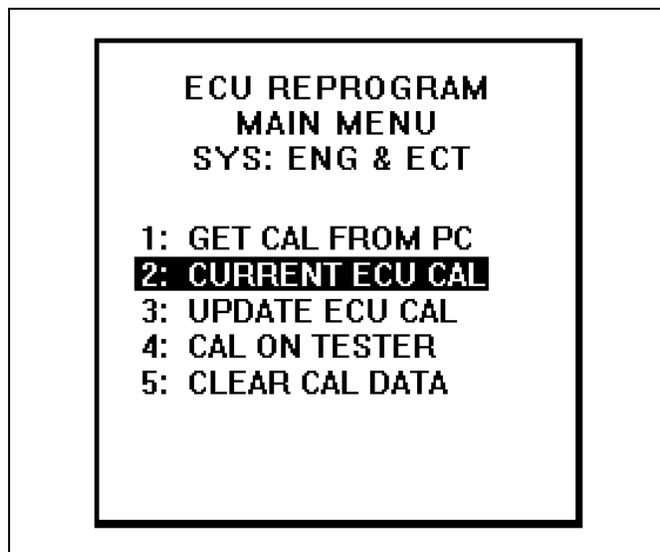 ECU REPROGRAM
MAIN MENU
SYS: ENG & ECT
1: GET CAL FROM PC
2: CURRENT ECU CAL
3: UPDATE ECU CAL
4: CAL ON TESTER
5: CLEAR CAL DATA